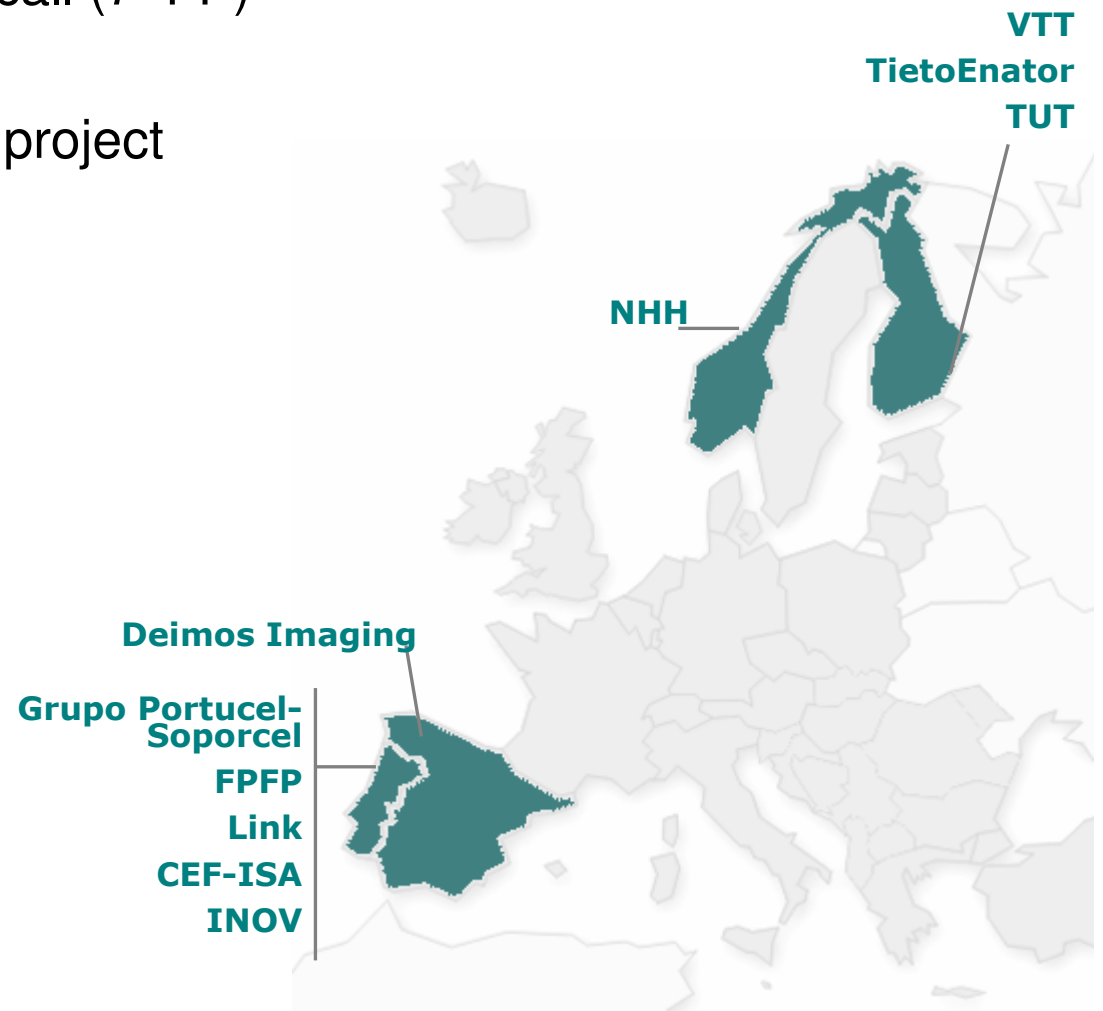 project
VTT
TietoEnator
TUT
NHH
Deimos Imaging
Grupo Portucel-
Soporcel
FPFP
Link
CEF-ISA
INOV